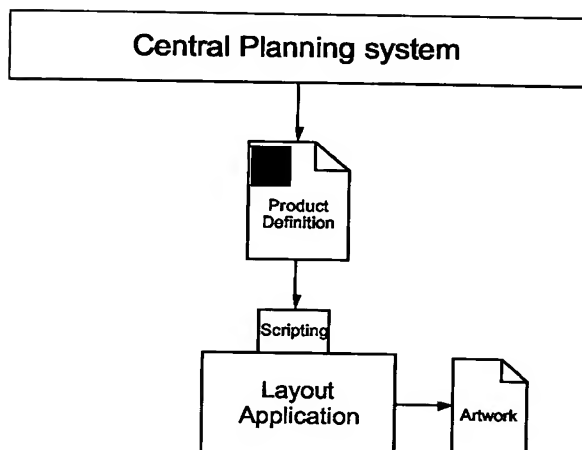 Central Planning system
Product
Definition
Scripting
Layout
Application
Artwork